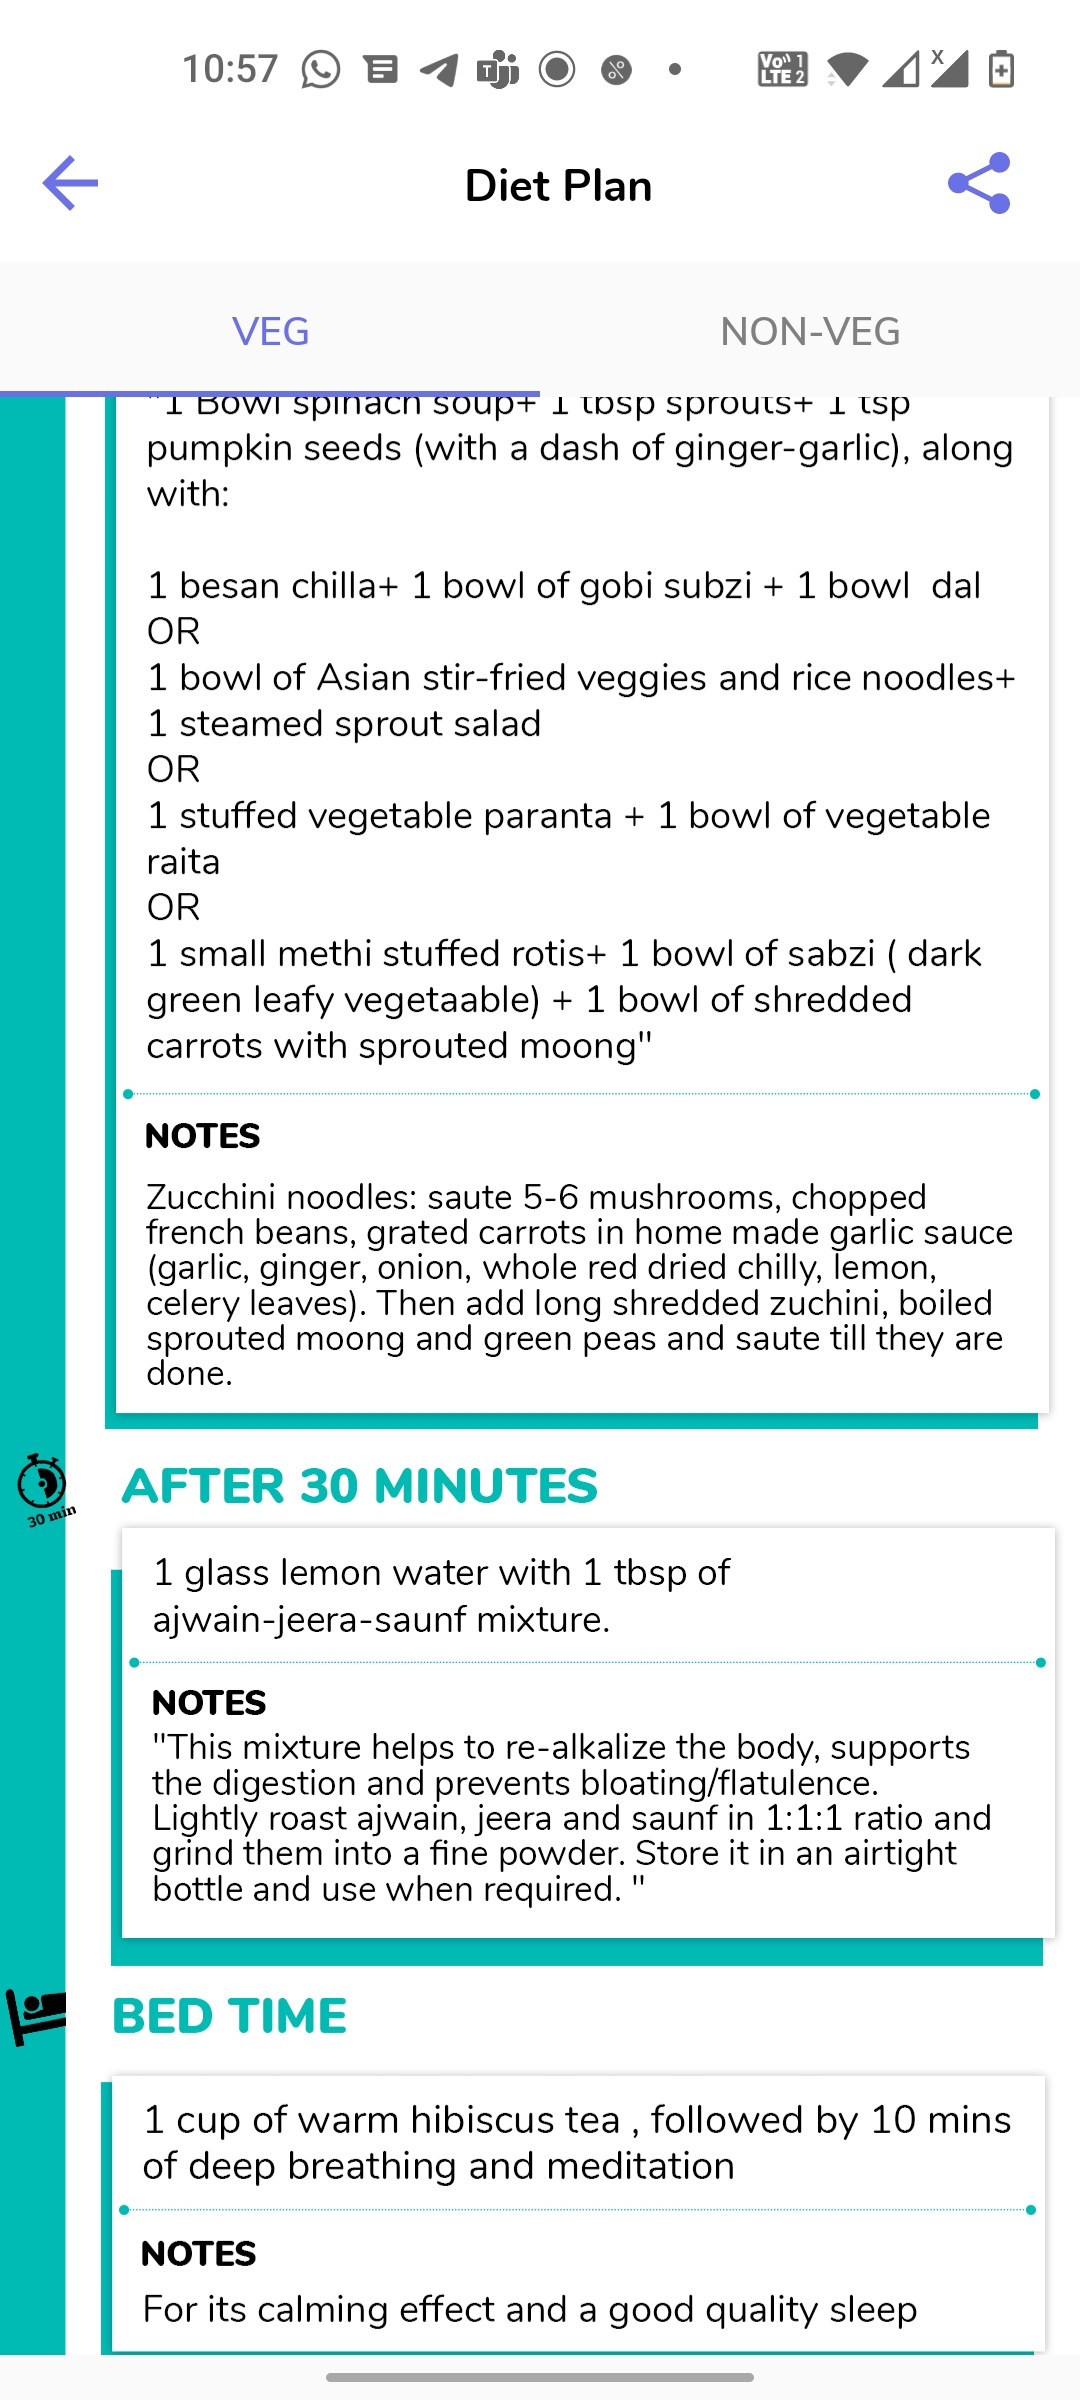 10:57
Vo)) 1
LTE 2
X
Diet Plan
VEG
NON-VEG
"1 Bowl spinach soup+ 1 tbsp sprouts+ 1 tsp
pumpkin seeds (with a dash of ginger-garlic), along
with:
1 besan chilla+ 1 bowl of gobi subzi + 1 bowl  dal
OR
1 bowl of Asian stir-fried veggies and rice noodles+
1 steamed sprout salad
OR
1 stuffed vegetable paranta + 1 bowl of vegetable
raita
OR
1 small methi stuffed rotis+ 1 bowl of sabzi ( dark
green leafy vegetaable) + 1 bowl of shredded
carrots with sprouted moong"
NOTES
Zucchini noodles: saute 5-6 mushrooms, chopped
french beans, grated carrots in home made garlic sauce
(garlic, ginger, onion, whole red dried chilly, lemon,
celery leaves). Then add long shredded zuchini, boiled
sprouted moong and green peas and saute till they are
done.
30 min
AFTER 30 MINUTES
1 glass lemon water with 1 tbsp of
ajwain-jeera-saunf mixture.
NOTES
"This mixture helps to re-alkalize the body, supports
the digestion and prevents bloating/flatulence.
Lightly roast ajwain, jeera and saunf in 1:1:1 ratio and
grind them into a fine powder. Store it in an airtight
bottle and use when required. "
BED TIME
1 cup of warm hibiscus tea , followed by 10 mins
of deep breathing and meditation
NOTES
For its calming effect and a good quality sleep